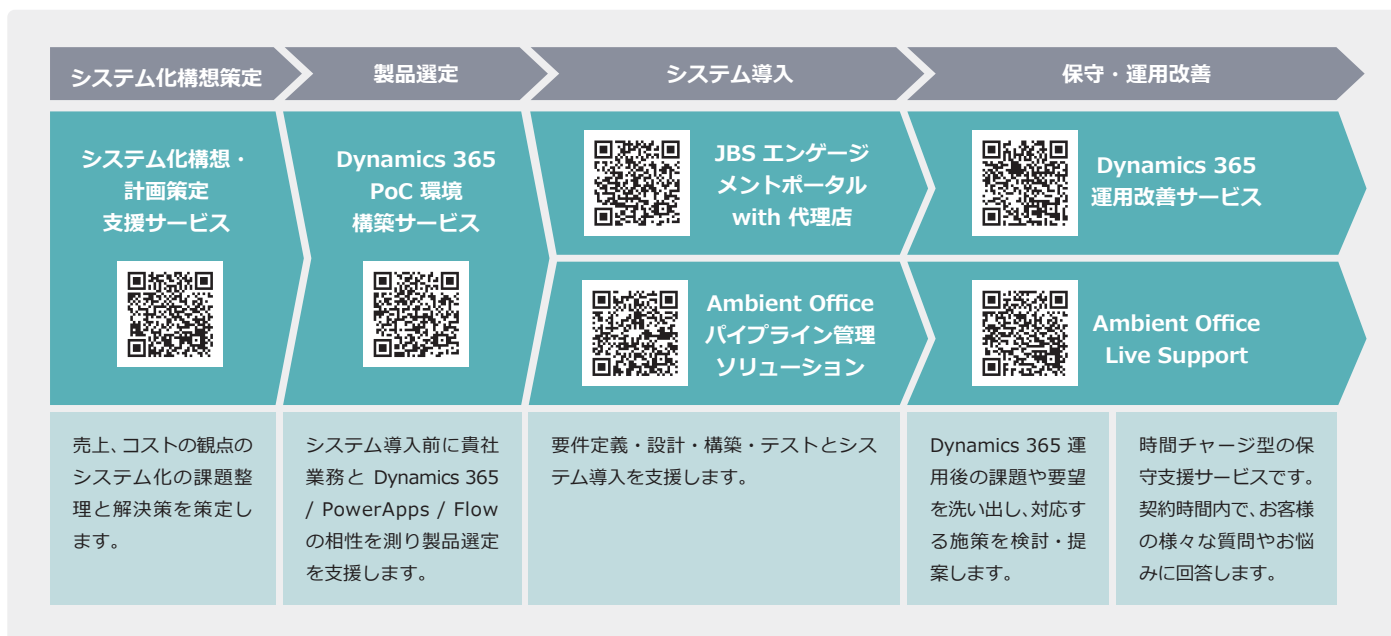 システム化構想策定
製品選定
システム導入
保守・運用改善
システム化構想・
計画策定
支援サービス
Dynamics 365
PoC 環境
構築サービス
JBS エンゲージ
メントポータル
with 代理店
Dynamics 365
運用改善サービス
Ambient Office
パイプライン管理
ソリューション
Ambient Office
Live Support
売上、コストの観点の
システム化の課題整
理と解決策を策定し
ます。
システム導入前に貴社
業務と Dynamics 365
/ PowerApps / Flow
の相性を測り製品選定
を支援します。
要件定義・設計・構築・テストとシス
テム導入を支援します。
Dynamics 365 運
用後の課題や要望
を洗い出し、対応す
る施策を検討・提
案します。
時間チャージ型の保
守支援サービスです。
契約時間内で、お客様
の様々な質問やお悩
みに回答します。